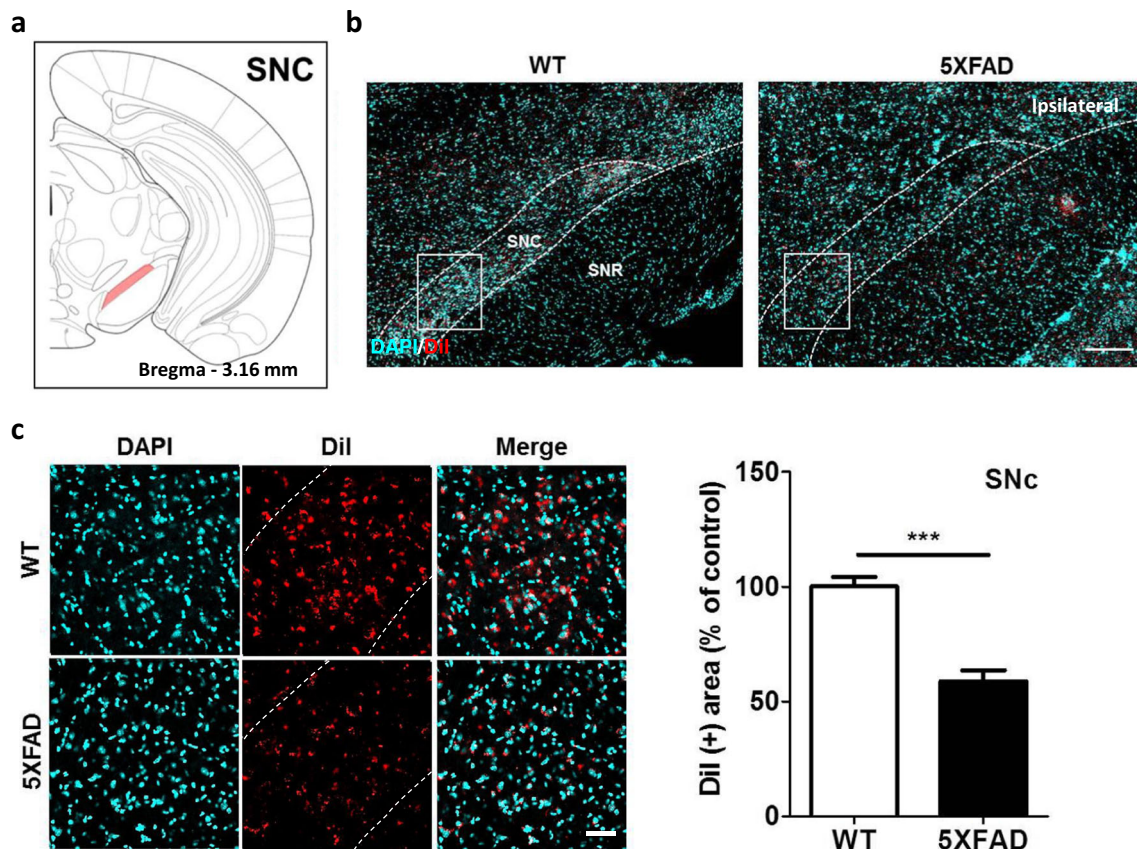 a
SNC
Bregma - 3.16 mm
b
WT
5XFAD
SNC
SNR
DAPI/DiI
Ipsilateral
c
DAPI
DiI
Merge
WT
5XFAD
DiI (+) area (% of control)
150
100
50
0
SNc
***
WT
5XFAD